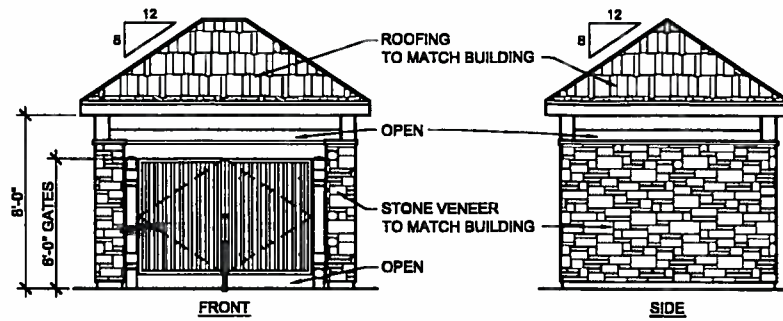 12
8
12
8
ROOFING
TO MATCH BUILDING
OPEN
8'-0"
6'-0" GATES
STONE VENEER
TO MATCH BUILDING
OPEN
FRONT
SIDE